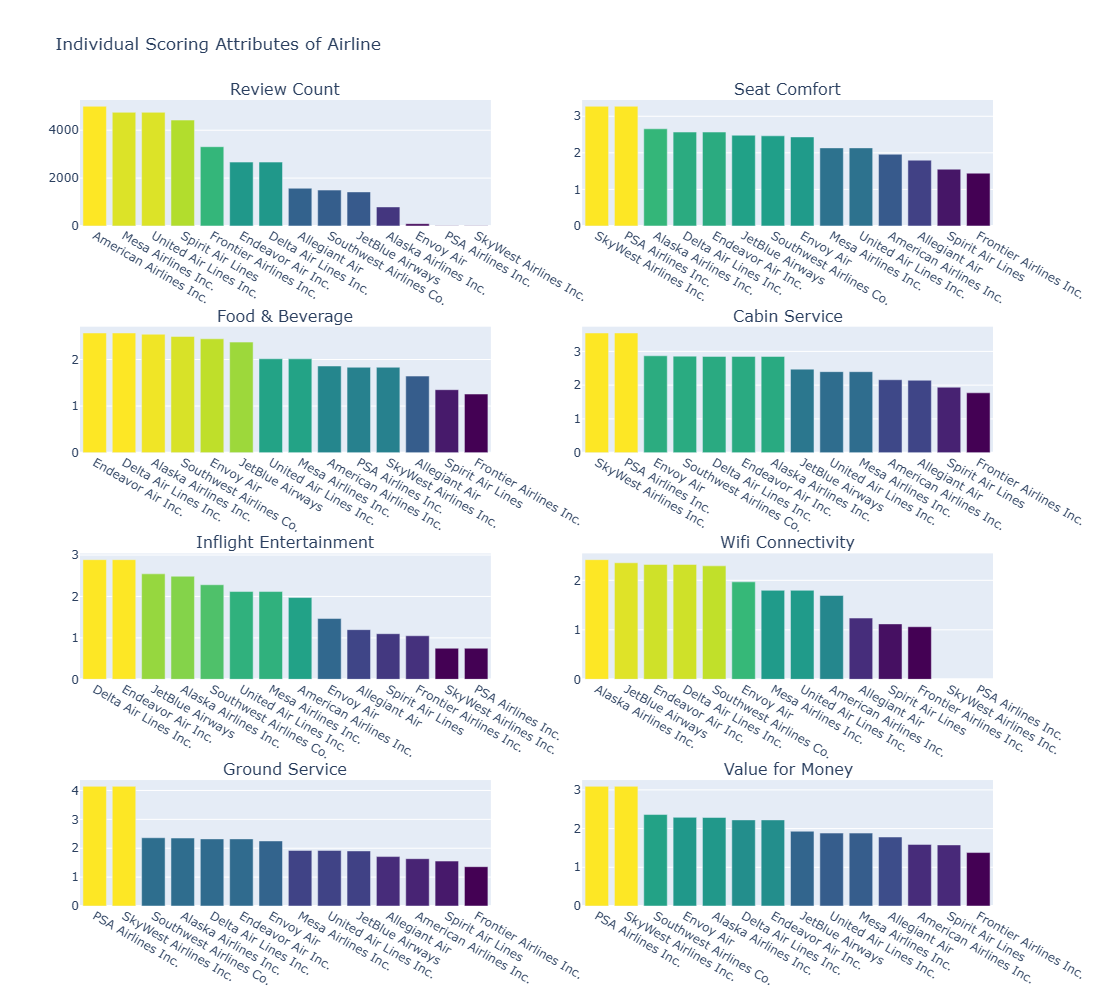 Individual Scoring Attributes of Airline
Review Count
4000
2000
0
American Airlines Inc.
Mesa Airlines Inc.
United Air Lines Inc.
Spirit Air Lines
Frontier Airlines Inc.
Endeavor Air Inc.
Delta Air Lines Inc.
Allegiant Air
Southwest Airlines Co.
JetBlue Airways
Alaska Airlines Inc.
Envoy Air
PSA Airlines Inc.
SkyWest Airlines Inc.
Seat Comfort
3
2
1
0
SkyWest Airlines Inc.
PSA Airlines Inc.
Alaska Airlines Inc.
Delta Air Lines Inc.
Endeavor Air Inc.
JetBlue Airways
Southwest Airlines Co.
Envoy Air
Mesa Airlines Inc.
United Air Lines Inc.
American Airlines Inc.
Allegiant Air
Spirit Air Lines
Frontier Airlines Inc.
Food & Beverage
2
1
0
Endeavor Air Inc.
Delta Air Lines Inc.
Alaska Airlines Inc.
Southwest Airlines Co.
Envoy Air
JetBlue Airways
United Air Lines Inc.
Mesa Airlines Inc.
American Airlines Inc.
PSA Airlines Inc.
SkyWest Airlines Inc.
Allegiant Air
Spirit Air Lines
Frontier Airlines Inc.
Cabin Service
3
2
1
0
SkyWest Airlines Inc.
PSA Airlines Inc.
Envoy Air
Southwest Airlines Co.
Delta Air Lines Inc.
Endeavor Air Inc.
Alaska Airlines Inc.
JetBlue Airways
United Air Lines Inc.
Mesa Airlines Inc.
American Airlines Inc.
Allegiant Air
Spirit Air Lines
Frontier Airlines Inc.
Inflight Entertainment
3
2
1
0
Delta Air Lines Inc.
Endeavor Air Inc.
JetBlue Airways
Alaska Airlines Inc.
Southwest Airlines Co.
United Air Lines Inc.
Mesa Airlines Inc.
American Airlines Inc.
Envoy Air
Allegiant Air
Spirit Air Lines
Frontier Airlines Inc.
SkyWest Airlines Inc.
PSA Airlines Inc.
Wifi Connectivity
2
1
0
Alaska Airlines Inc.
JetBlue Airways
Endeavor Air Inc.
Delta Air Lines Inc.
Southwest Airlines Co.
Envoy Air
Mesa Airlines Inc.
United Air Lines Inc.
American Airlines Inc.
Allegiant Air
Spirit Air Lines
Frontier Airlines Inc.
SkyWest Airlines Inc.
PSA Airlines Inc.
Ground Service
4
3
2
1
0
PSA Airlines Inc.
SkyWest Airlines Inc.
Southwest Airlines Co.
Alaska Airlines Inc.
Delta Air Lines Inc.
Endeavor Air Inc.
Envoy Air
Mesa Airlines Inc.
United Air Lines Inc.
JetBlue Airways
Allegiant Air
American Airlines Inc.
Spirit Air Lines
Frontier Airlines Inc.
Value for Money
3
2
1
0
PSA Airlines Inc.
SkyWest Airlines Inc.
Southwest Airlines Co.
Envoy Air
Alaska Airlines Inc.
Delta Air Lines Inc.
Endeavor Air Inc.
JetBlue Airways
United Air Lines Inc.
Mesa Airlines Inc.
Allegiant Air
American Airlines Inc.
Spirit Air Lines
Frontier Airlines Inc.